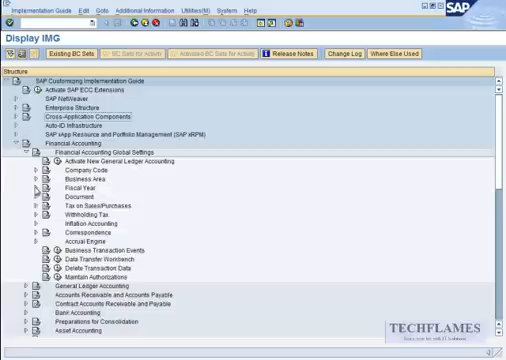 Implementation Guide Edit Goto Additional Information Utilities(M) System Help
SAP
Display IMG
Existing BC Sets BC Sets for Activity Activated BC Sets for Activity Release Notes Change Log Where Else Used
Structure
SAP Customizing Implementation Guide
Activate SAP ECC Extensions
SAP NetWeaver
Enterprise Structure
Cross-Application Components
Auto-ID Infrastructure
SAP xApp Resource and Portfolio Management (SAP xRPM)
Financial Accounting
Financial Accounting Global Settings
Activate New General Ledger Accounting
Company Code
Business Area
Fiscal Year
Document
Tax on Sales/Purchases
Withholding Tax
Inflation Accounting
Correspondence
Accrual Engine
Business Transaction Events
Data Transfer Workbench
Delete Transaction Data
Maintain Authorizations
General Ledger Accounting
Accounts Receivable and Accounts Payable
Contract Accounts Receivable and Payable
Bank Accounting
Preparations for Consolidation
Asset Accounting
TECHFLAMES